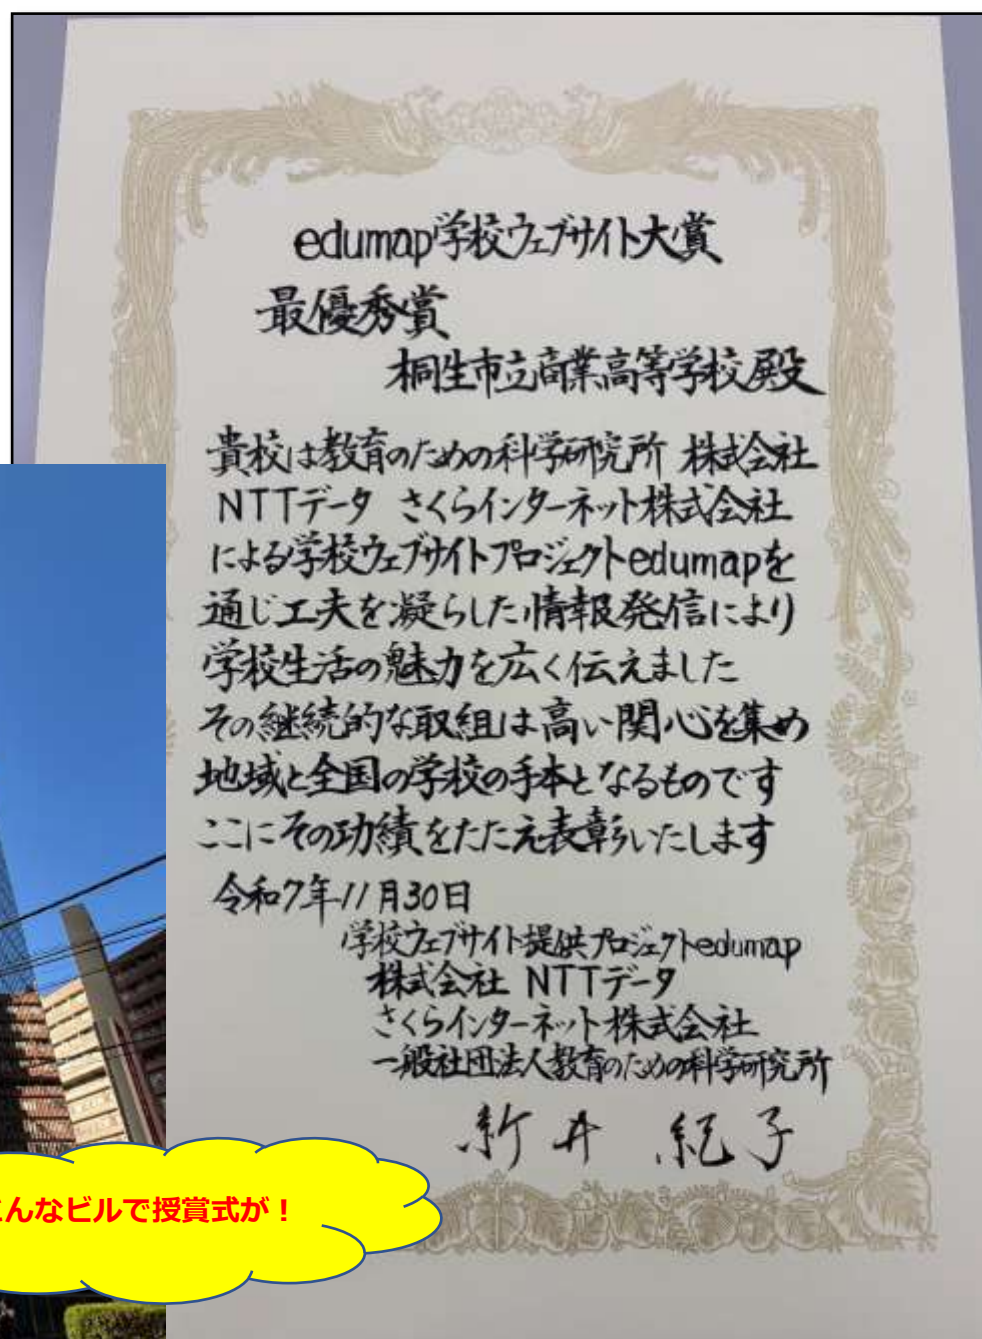 edumap学校ウェブサイト大賞
最優秀賞
桐生市立商業高等学校殿
貴校は教育のための科学研究所 株式会社
NTTデータ さくらインターネット株式会社
による学校ウェブサイトプロジェクトedumapを
通じ工夫を凝らした情報発信により
学校生活の魅力を広く伝えました
その継続的な取組は高い関心を集め
地域と全国の学校の手本となるものです
ここにその功績をたたえ表彰いたします
令和7年11月30日
学校ウェブサイト提供プロジェクトedumap
株式会社 NTTデータ
さくらインターネット株式会社
一般社団法人教育のための科学研究所
新井 紀子
んなビルで授賞式が！